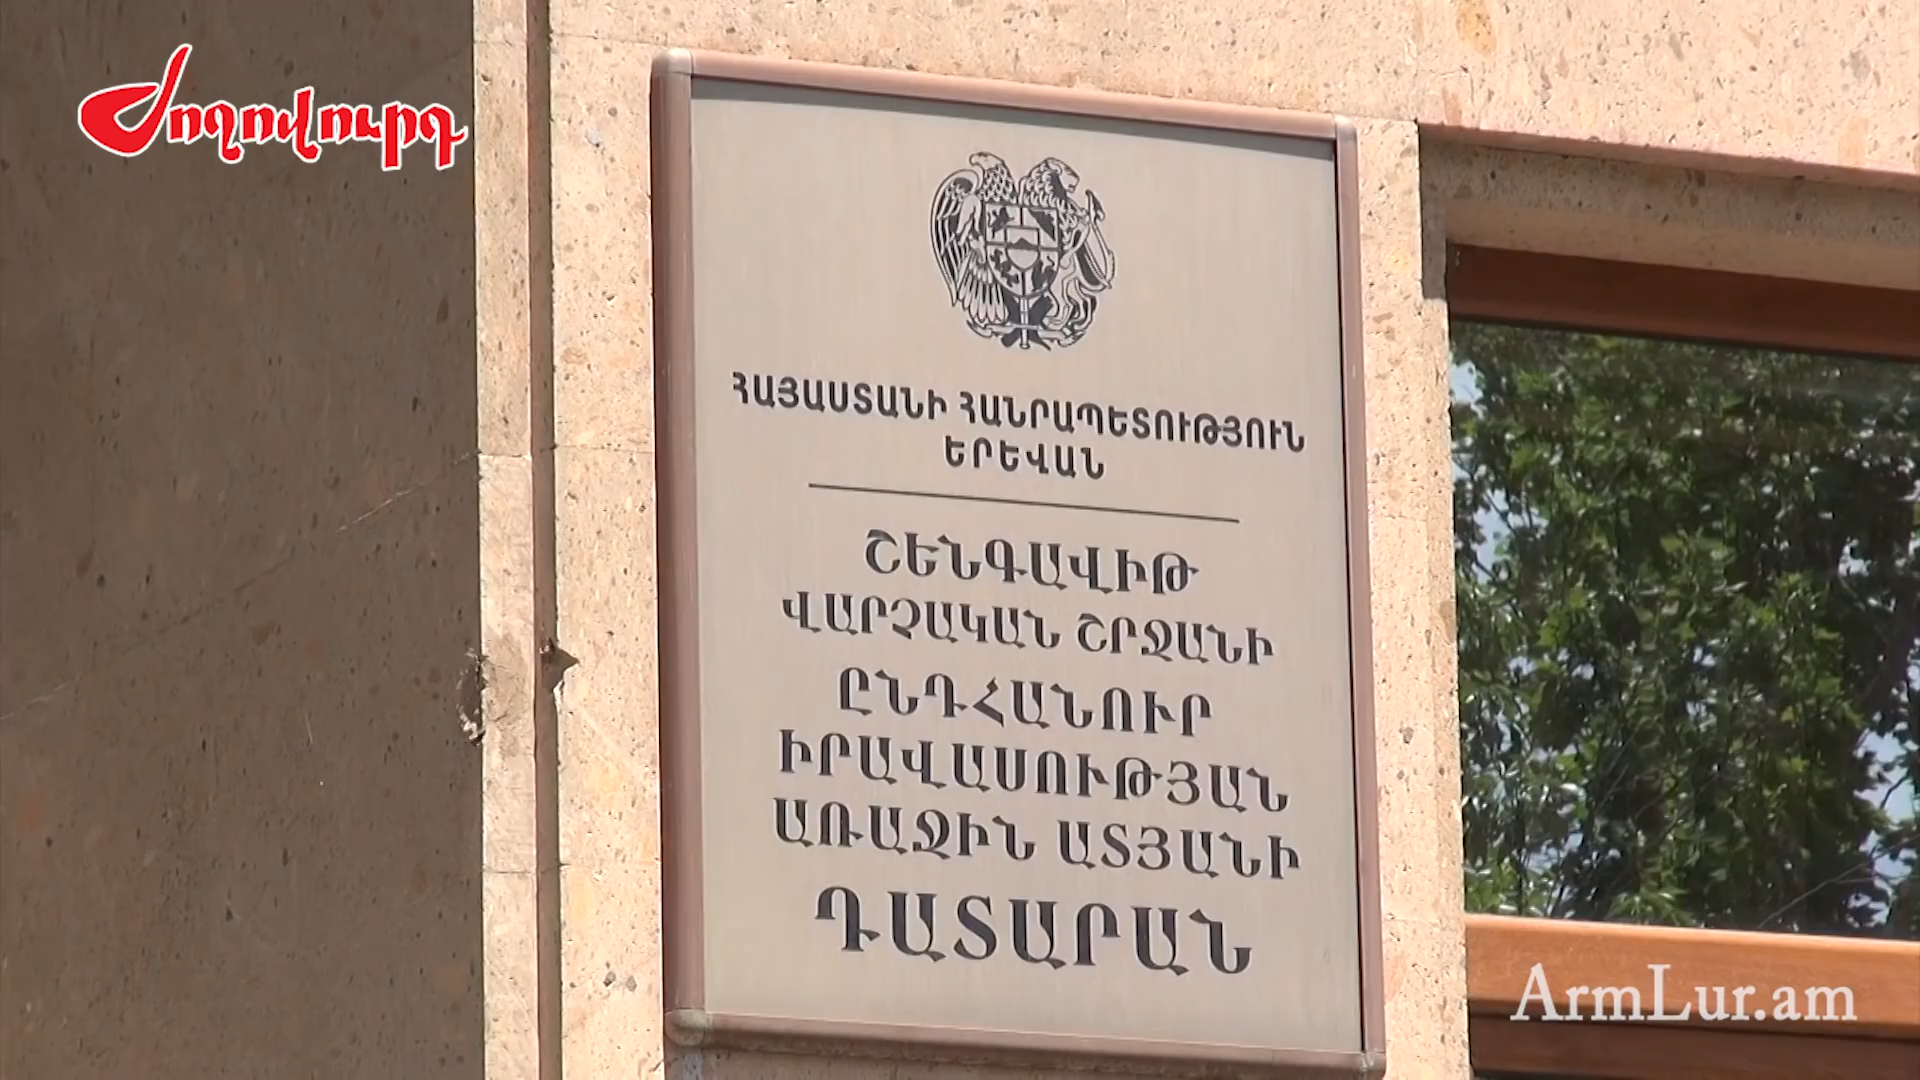 Ժողովուրդ
ՀԱՅԱՍՏԱՆԻ ՀԱՆՐԱՊԵՏՈՒԹՅՈՒՆ
ԵՐԵՎԱՆ
ՇԵՆԳԱՎԻԹ
ՎԱՐՉԱԿԱՆ ՇՐՋԱՆԻ
ԸՆԴՀԱՆՈՒՐ
ԻՐԱՎԱՍՈՒԹՅԱՆ
ԱՌԱՋԻՆ ԱՏՅԱՆԻ
ԴԱՏԱՐԱՆ
ArmLur.am